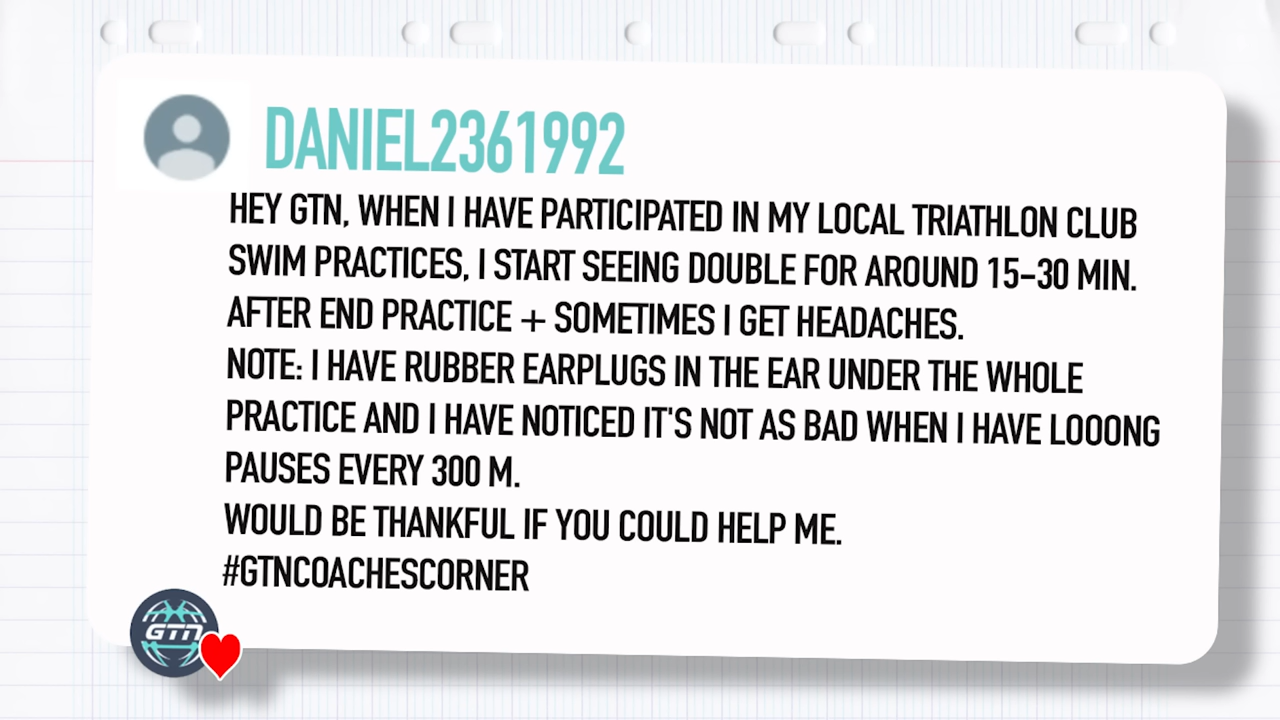 DANIEL2361992
HEY GTN, WHEN I HAVE PARTICIPATED IN MY LOCAL TRIATHLON CLUB
SWIM PRACTICES, I START SEEING DOUBLE FOR AROUND 15-30 MIN.
AFTER END PRACTICE + SOMETIMES I GET HEADACHES.
NOTE: I HAVE RUBBER EARPLUGS IN THE EAR UNDER THE WHOLE
PRACTICE AND I HAVE NOTICED IT'S NOT AS BAD WHEN I HAVE LOOONG
PAUSES EVERY 300 M.
WOULD BE THANKFUL IF YOU COULD HELP ME.
#GTNCOACHESCORNER
GTN